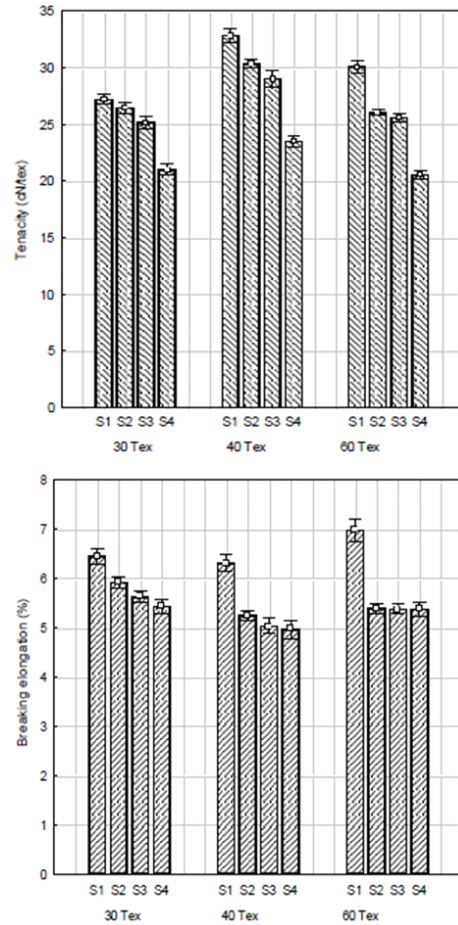 35
30
25
20
15
10
5
0
Tenacity (cN/tex)
S1 S2 S3 S4 S1 S2 S3 S4 S1 S2 S3 S4
30 Tex 40 Tex 60 Tex
8
7
6
5
4
3
2
1
0
Breaking elongation (%)
S1 S2 S3 S4 S1 S2 S3 S4 S1 S2 S3 S4
30 Tex 40 Tex 60 Tex